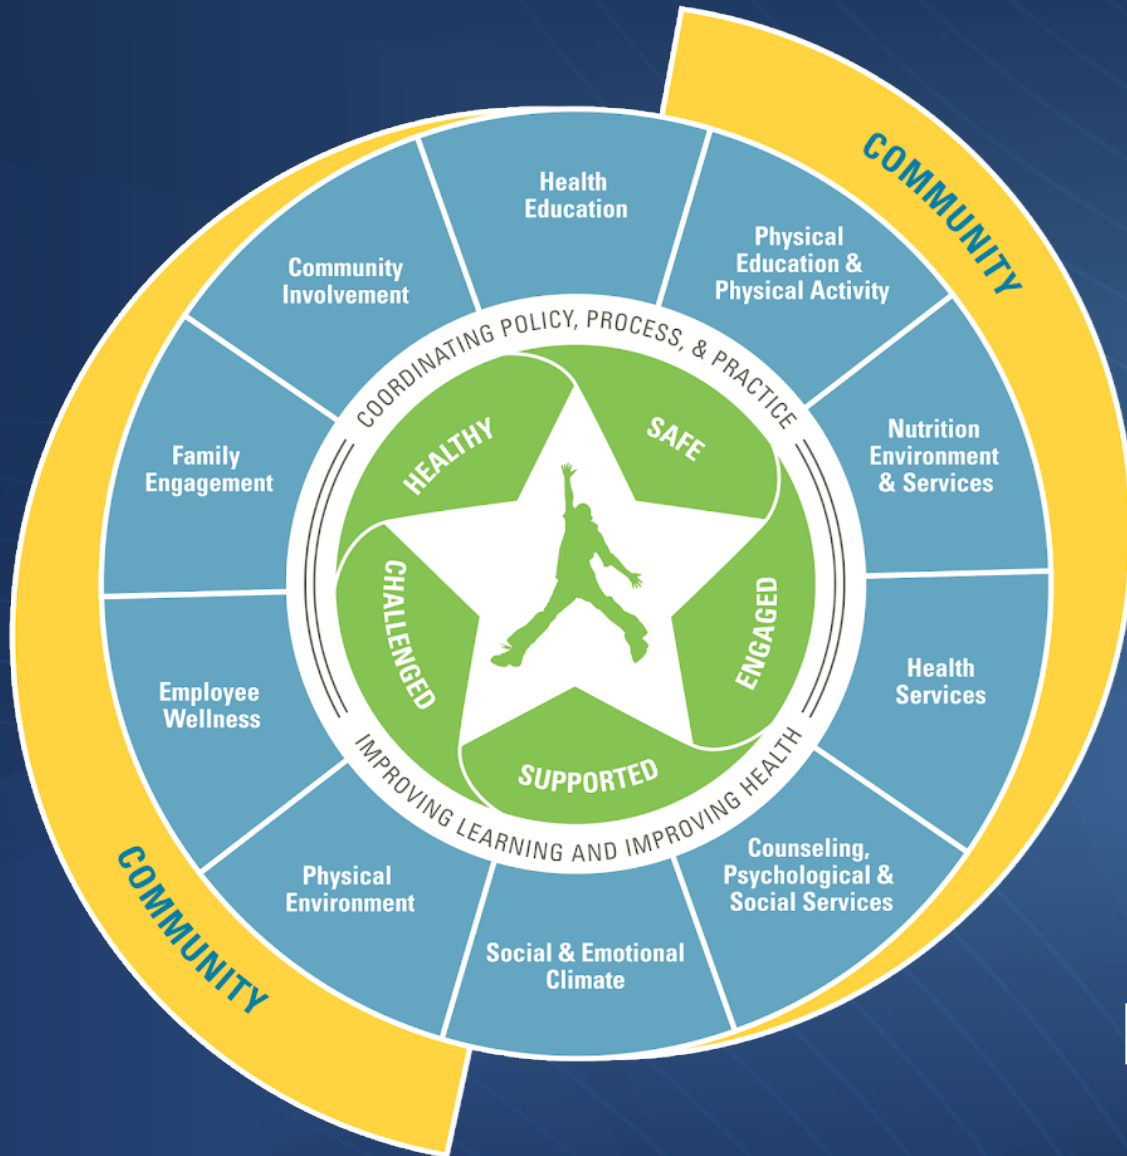 COMMUNITY
Health
Education
Physical
Education &
Physical Activity
Nutrition
Environment
& Services
Health
Services
Counseling,
Psychological &
Social Services
Social & Emotional
Climate
Physical
Environment
Employee
Wellness
Family
Engagement
Community
Involvement
COORDINATING POLICY, PROCESS, & PRACTICE
IMPROVING LEARNING AND IMPROVING HEALTH
HEALTHY
SAFE
ENGAGED
SUPPORTED
CHALLENGED
COMMUNITY